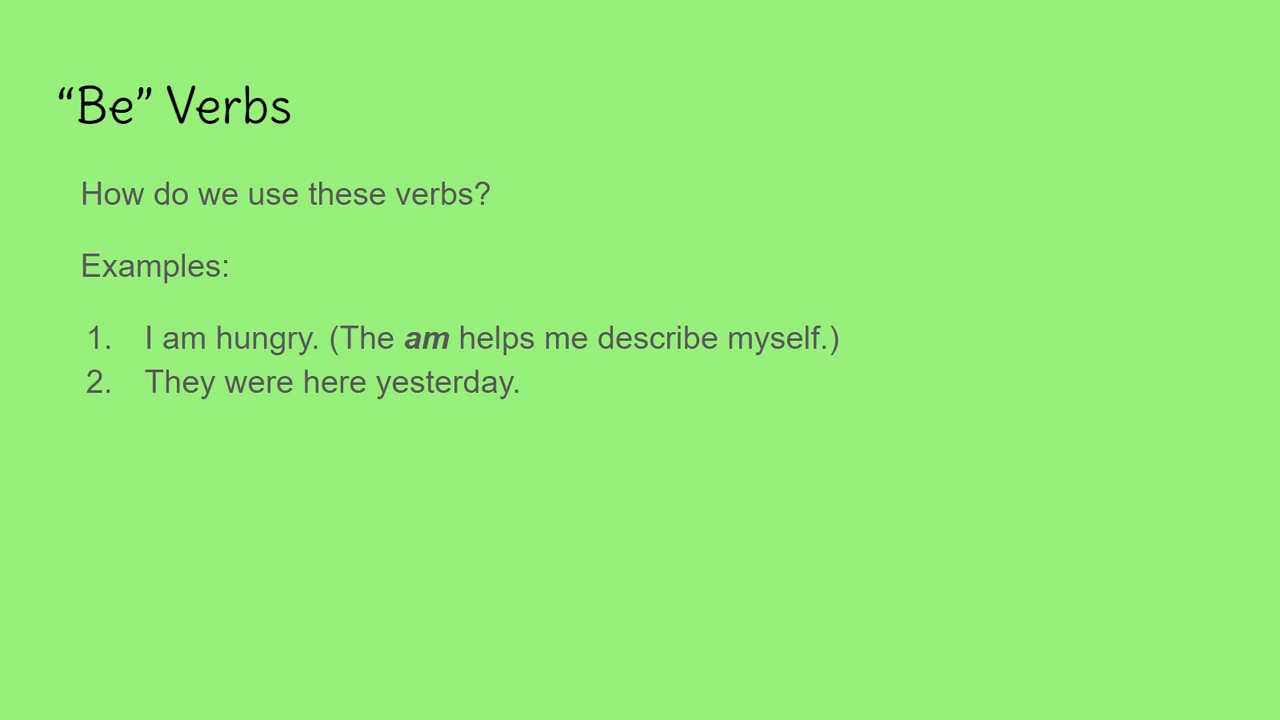 “Be” Verbs
How do we use these verbs?
Examples:
1. I am hungry. (The am helps me describe myself.)
2. They were here yesterday.